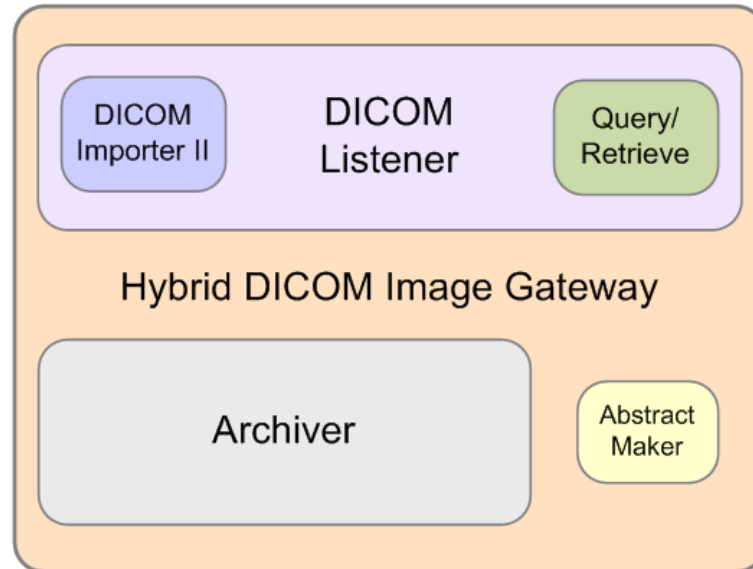 DICOM
Importer II
DICOM
Listener
Query/
Retrieve
Hybrid DICOM Image Gateway
Archiver
Abstract
Maker